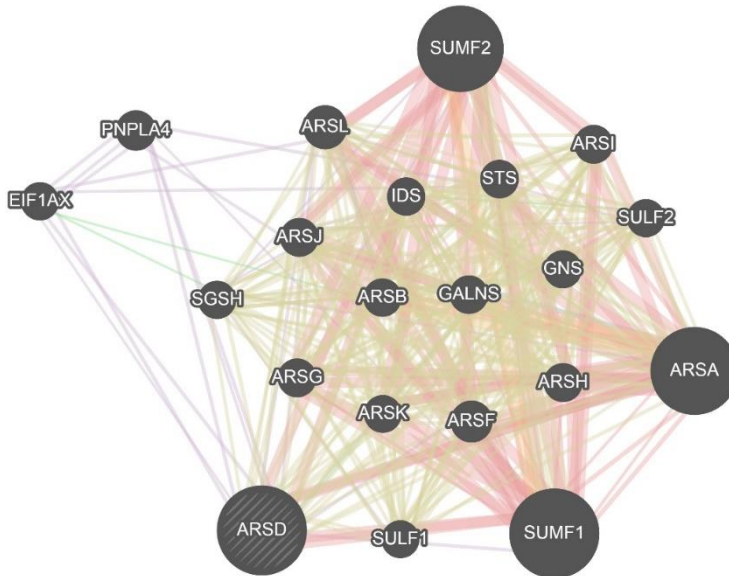 SUMF2
PNPLA4
ARSL
ARSI
STS
IDS
EIF1AX
SULF2
ARSJ
GNS
SGSH
ARSB
GALNS
ARSA
ARSG
ARSH
ARSK
ARSF
ARSD
SULF1
SUMF1